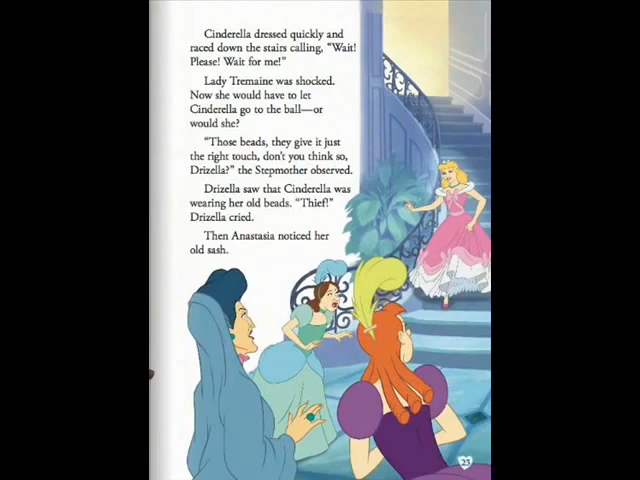 Cinderella dressed quickly and
raced down the stairs calling, “Wait!
Please! Wait for me!”
Lady Tremaine was shocked.
Now she would have to let
Cinderella go to the ball—or
would she?
“Those beads, they give it just
the right touch, don’t you think so,
Drizella?” the Stepmother observed.
Drizella saw that Cinderella was
wearing her old beads. “Thief!”
Drizella cried.
Then Anastasia noticed her
old sash.
23